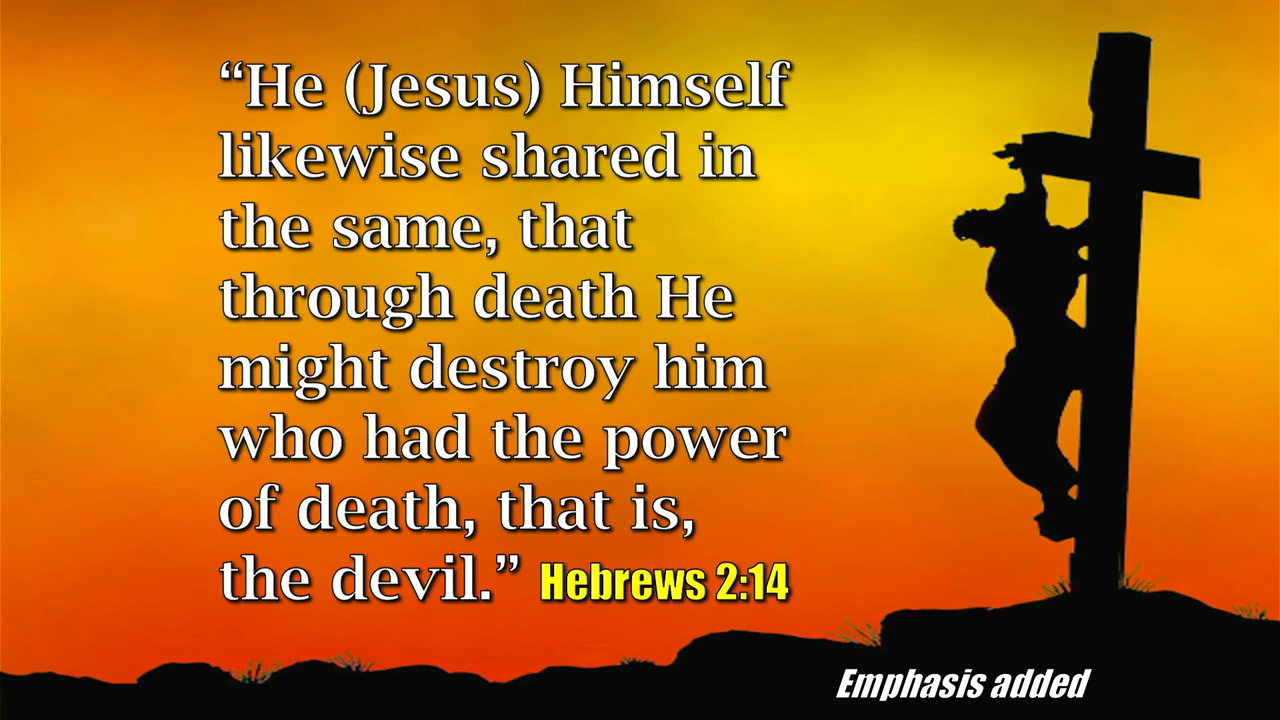 “He (Jesus) Himself
likewise shared in
the same, that
through death He
might destroy him
who had the power
of death, that is,
the devil.” Hebrews 2:14
Emphasis added